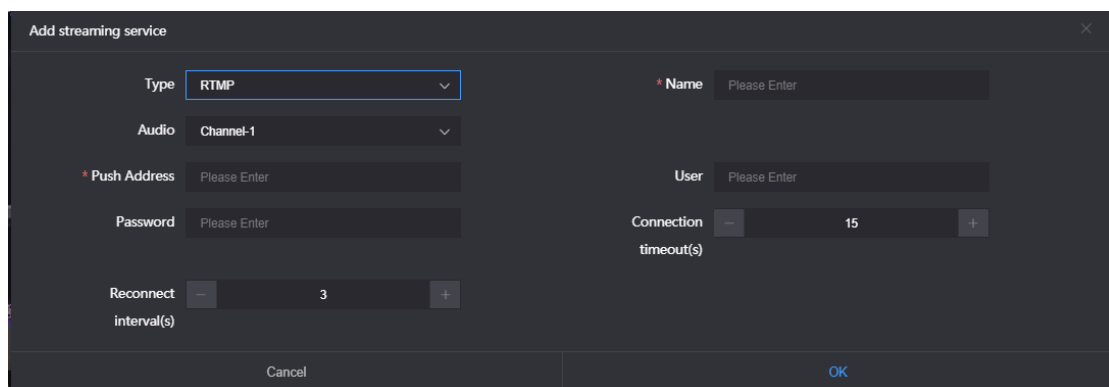 Add streaming service
Type RTMP * Name Please Enter
Audio Channel-1
* Push Address Please Enter User Please Enter
Password Please Enter Connection timeout(s) − 15 +
Reconnect interval(s) − 3 +
Cancel OK